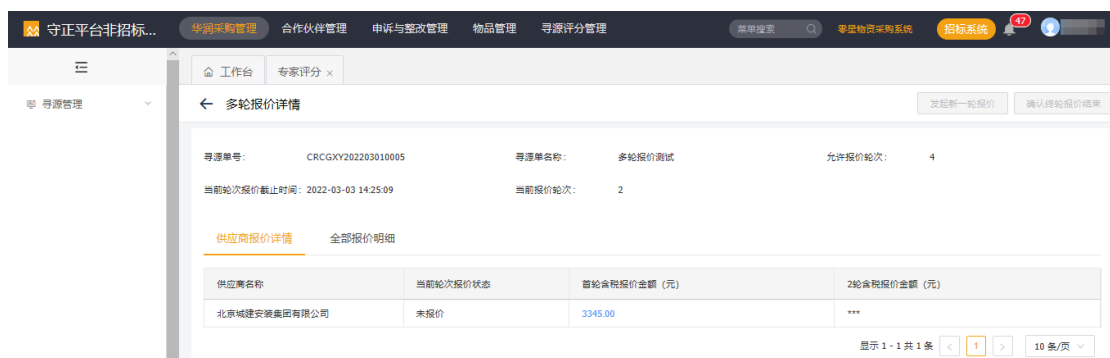 守正平台非招标... 华润采购管理 合作伙伴管理 申诉与整改管理 物品管理 寻源评分管理 菜单搜索 零星物资采购系统 招标系统 47
工作台 专家评分 ×
寻源管理
← 多轮报价详情 发起新一轮报价 确认终轮报价结束
寻源单号: CRCGXY202203010005 寻源单名称: 多轮报价测试 允许报价轮次: 4
当前轮次报价截止时间: 2022-03-03 14:25:09 当前报价轮次: 2
供应商报价详情 全部报价明细
供应商名称 当前轮次报价状态 首轮含税报价金额（元） 2轮含税报价金额（元）
北京城建安装集团有限公司 未报价 3345.00 ***
显示 1 - 1 共 1 条 < 1 > 10 条/页